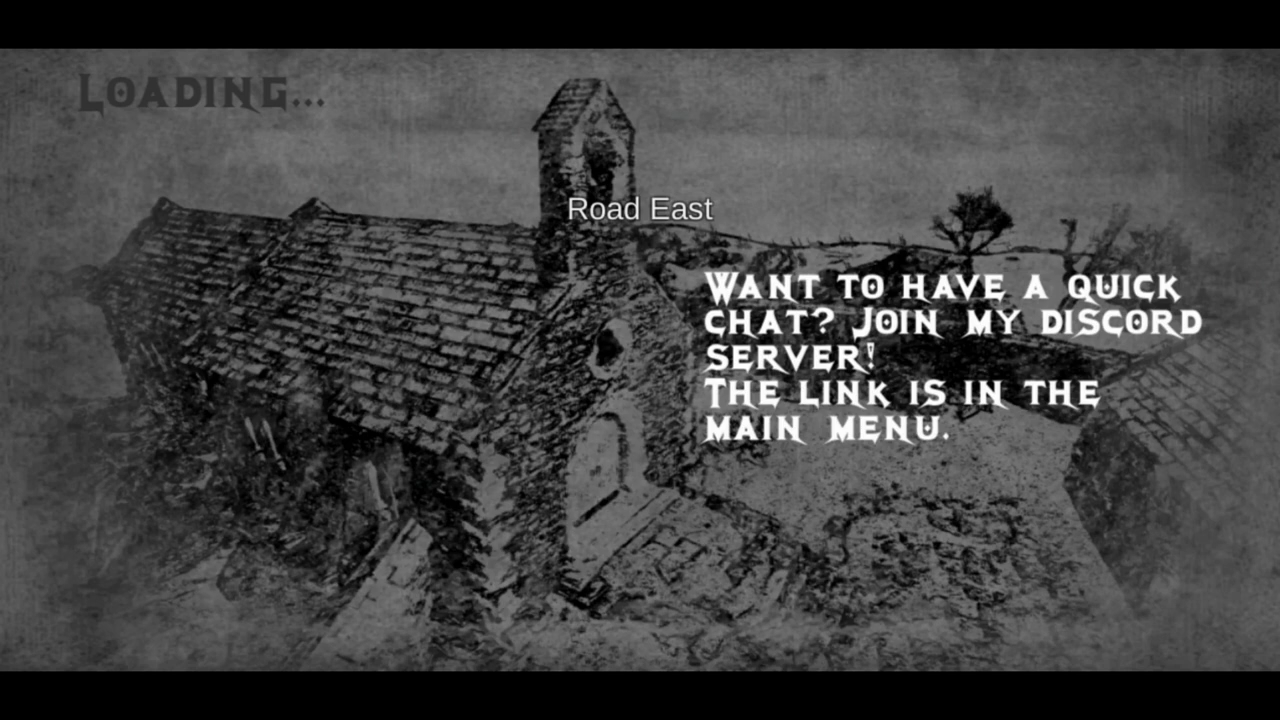 Loading...
Road East
Want to have a quick
chat? Join my discord
server!
The link is in the
main menu.